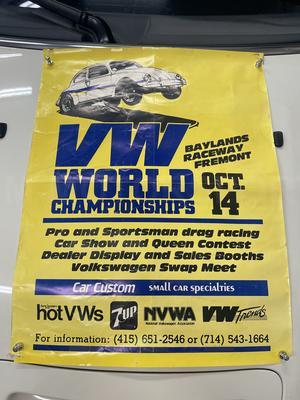 VW
BAYLANDS
RACEWAY
FREMONT
WORLD
CHAMPIONSHIPS
OCT.
14
Pro and Sportsman drag racing
Car Show and Queen Contest
Dealer Display and Sales Booths
Volkswagen Swap Meet
Car Custom SMALL CAR SPECIALTIES
hotVWs 7UP NVWA VW Trends
National Volkswagen Association
For information: (415) 651-2546 or (714) 543-1664